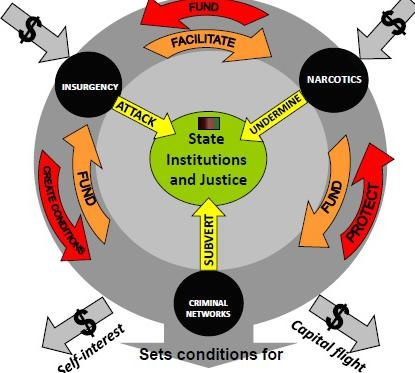 FUND
FACILITATE
$
$
INSURGENCY
NARCOTICS
ATTACK
UNDERMINE
State
Institutions
and Justice
CREATE CONDITIONS
FUND
FUND
PROTECT
SUBVERT
CRIMINAL
NETWORKS
$
$
Self-interest
Capital flight
Sets conditions for